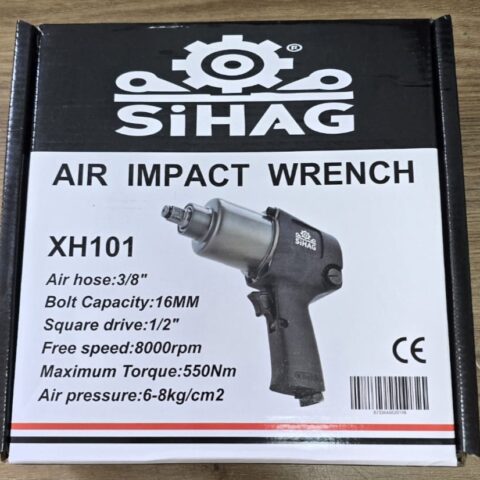 ®
SiHAG
AIR IMPACT WRENCH
XH101
SiHAG
Air hose:3/8"
Bolt Capacity:16MM
Square drive:1/2"
Free speed:8000rpm
Maximum Torque:550Nm
Air pressure:6-8kg/cm2
CE